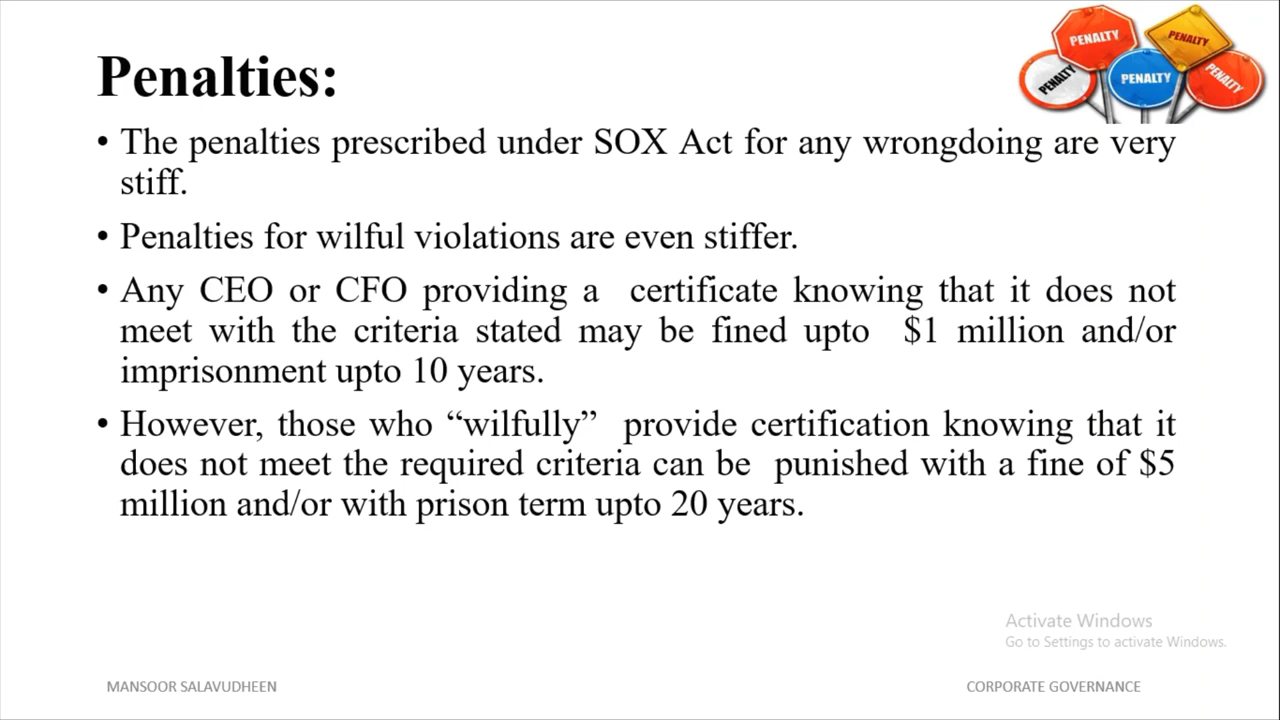 PENALTY
PENALTY
PENALTY
PENALTY
PENALTY
Penalties:
• The penalties prescribed under SOX Act for any wrongdoing are very
stiff.
• Penalties for wilful violations are even stiffer.
• Any CEO or CFO providing a certificate knowing that it does not
meet with the criteria stated may be fined upto $1 million and/or
imprisonment upto 10 years.
• However, those who “wilfully” provide certification knowing that it
does not meet the required criteria can be punished with a fine of $5
million and/or with prison term upto 20 years.
Activate Windows
Go to Settings to activate Windows.
MANSOOR SALAVUDHEEN
CORPORATE GOVERNANCE